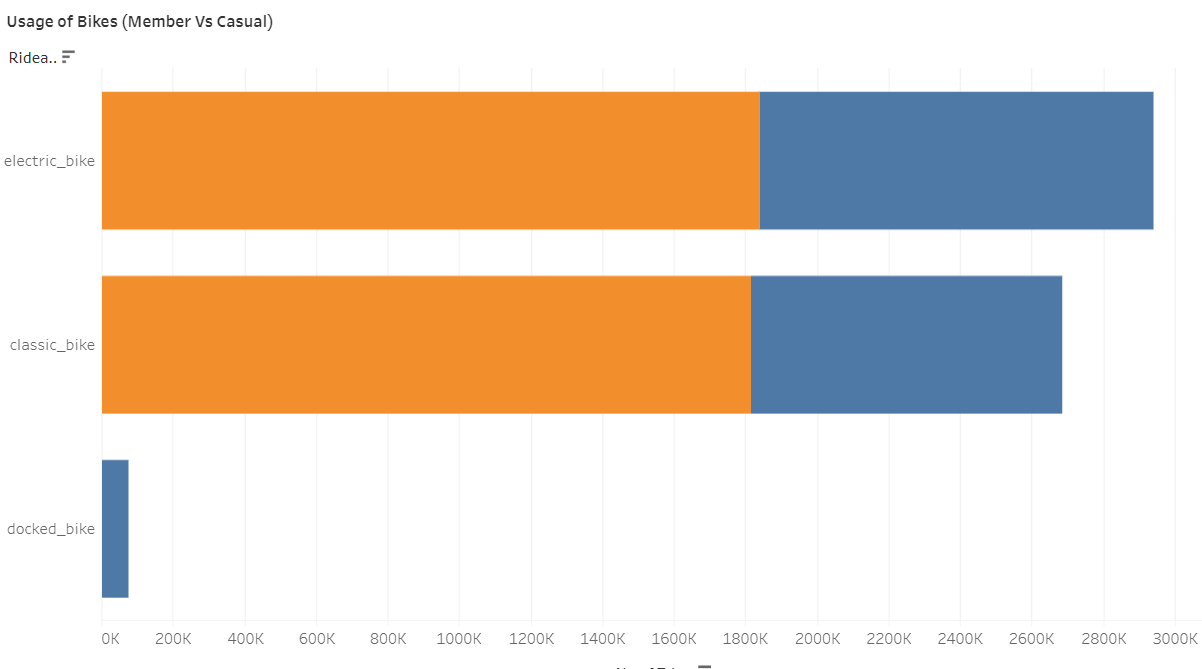 Usage of Bikes (Member Vs Casual)
Ridea..
electric_bike
classic_bike
docked_bike
0K 200K 400K 600K 800K 1000K 1200K 1400K 1600K 1800K 2000K 2200K 2400K 2600K 2800K 3000K